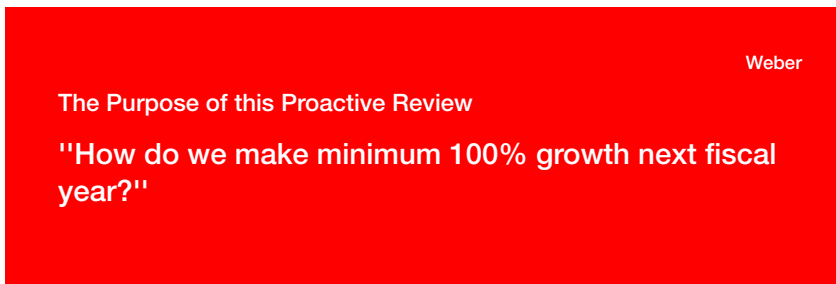 Weber
The Purpose of this Proactive Review
''How do we make minimum 100% growth next fiscal
year?''